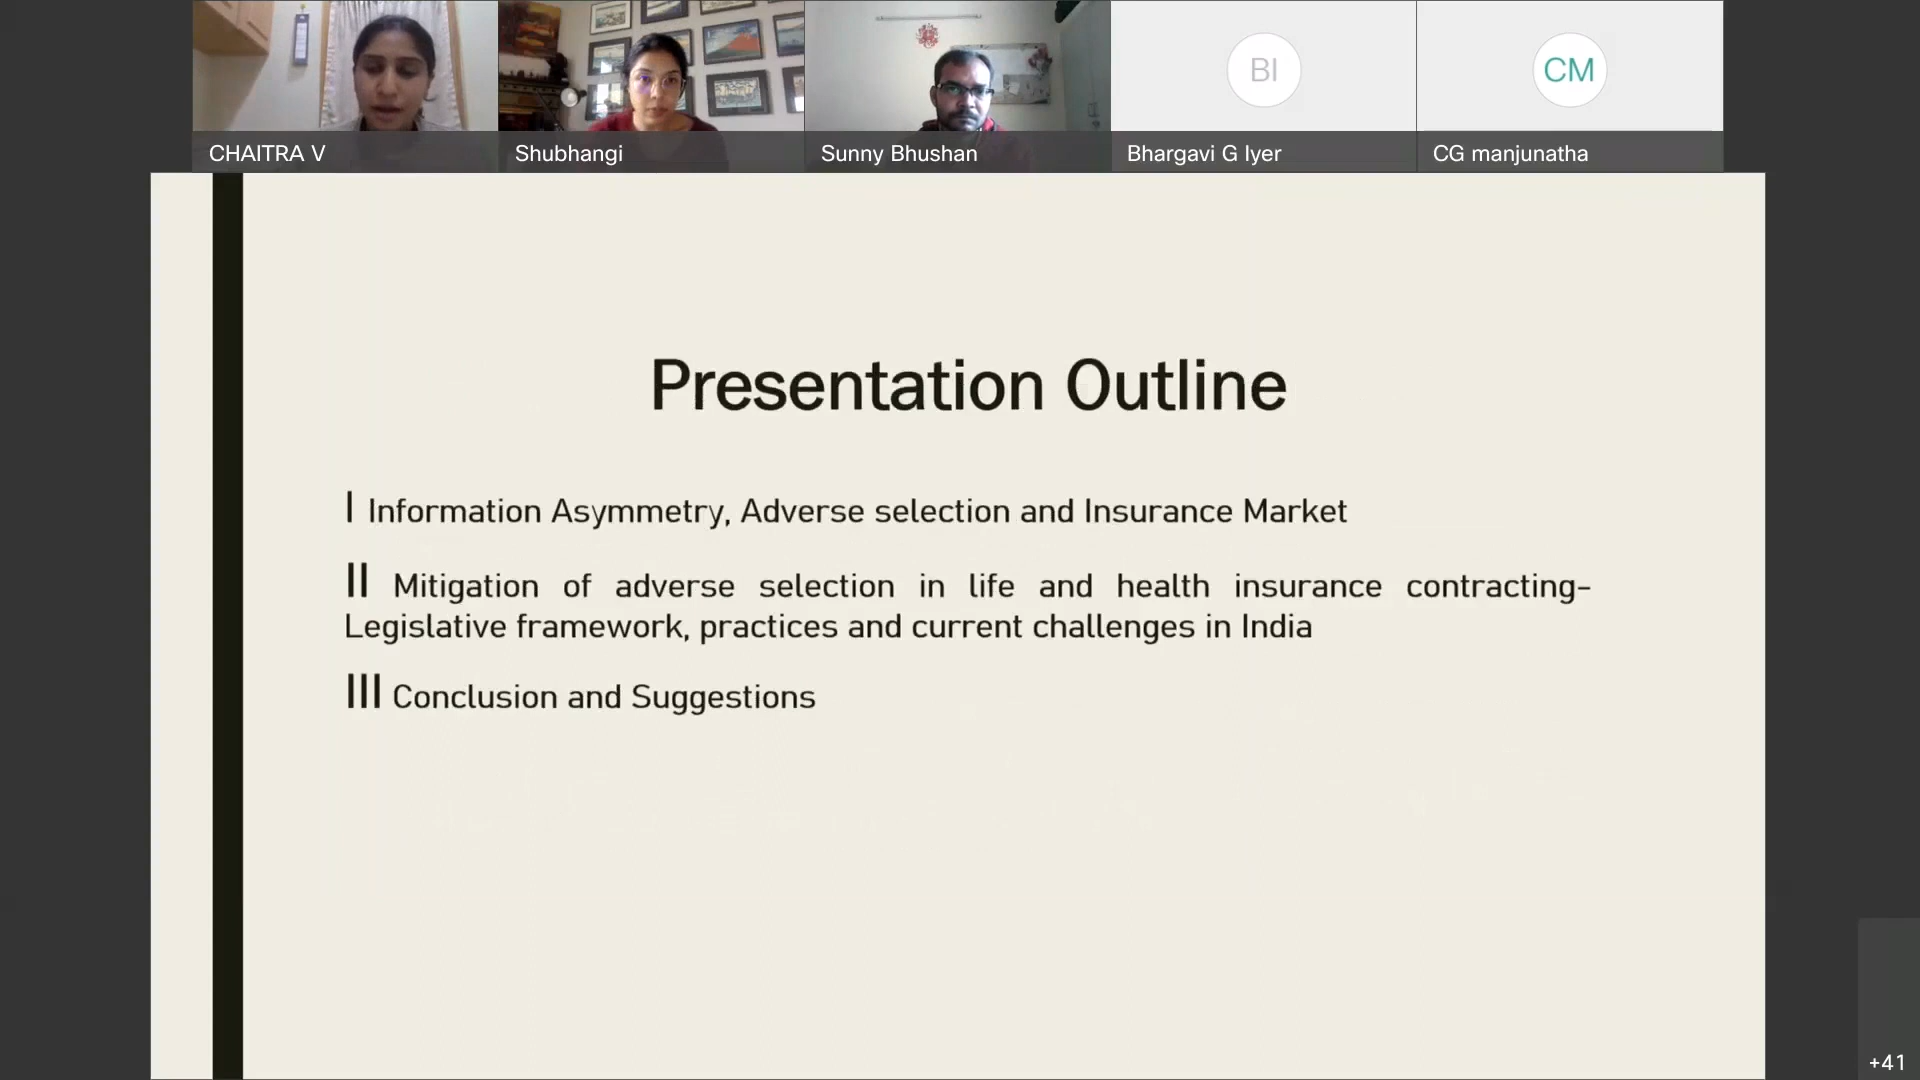 BI
CM
CHAITRA V
Shubhangi
Sunny Bhushan
Bhargavi G Iyer
CG manjunatha
Presentation Outline
I Information Asymmetry, Adverse selection and Insurance Market
II Mitigation of adverse selection in life and health insurance contracting-
Legislative framework, practices and current challenges in India
III Conclusion and Suggestions
+41